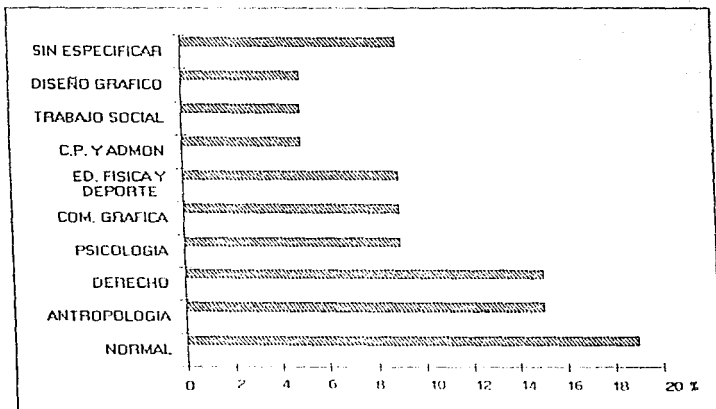 SIN ESPECIFICAR
DISEÑO GRAFICO
TRABAJO SOCIAL
C.P. Y ADMON
ED. FISICA Y
DEPORTE
COM. GRAFICA
PSICOLOGIA
DERECHO
ANTROPOLOGIA
NORMAL
0 2 4 6 8 10 12 14 16 18 20 %